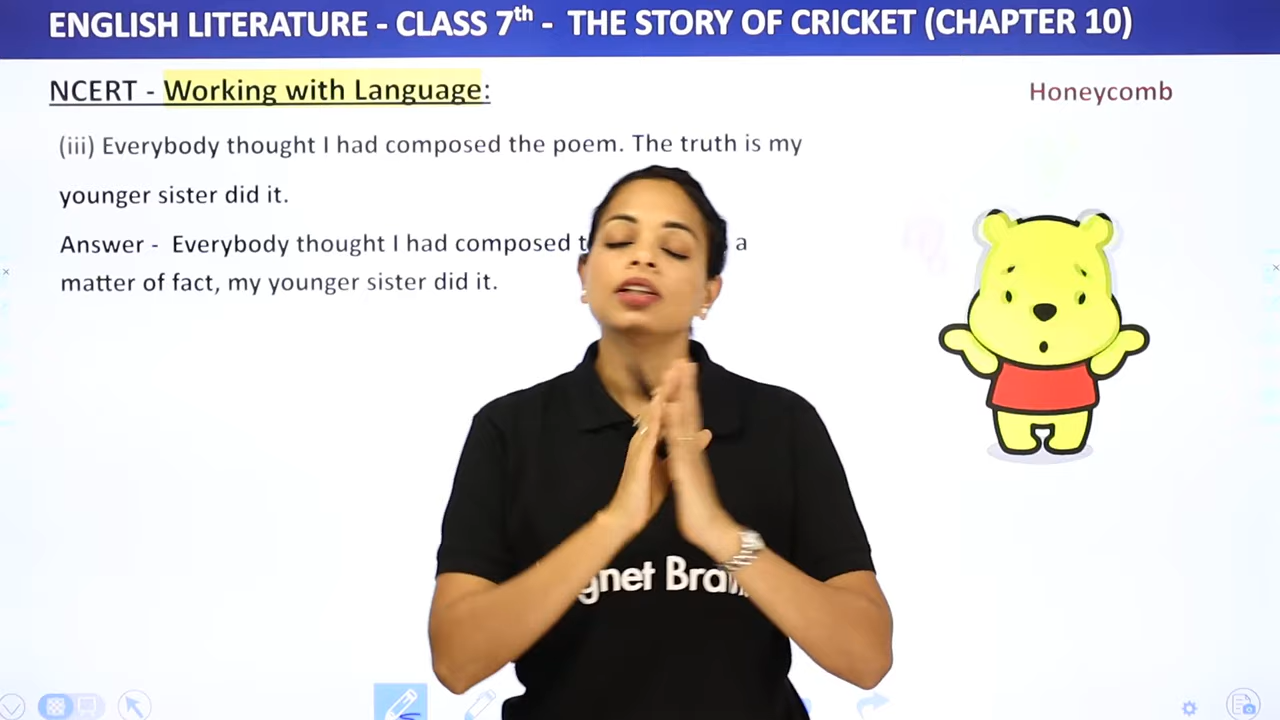 ENGLISH LITERATURE - CLASS 7th - THE STORY OF CRICKET (CHAPTER 10)
NCERT - Working with Language:
Honeycomb
(iii) Everybody thought I had composed the poem. The truth is my
younger sister did it.
Answer - Everybody thought I had composed a
matter of fact, my younger sister did it.
gnet Bra